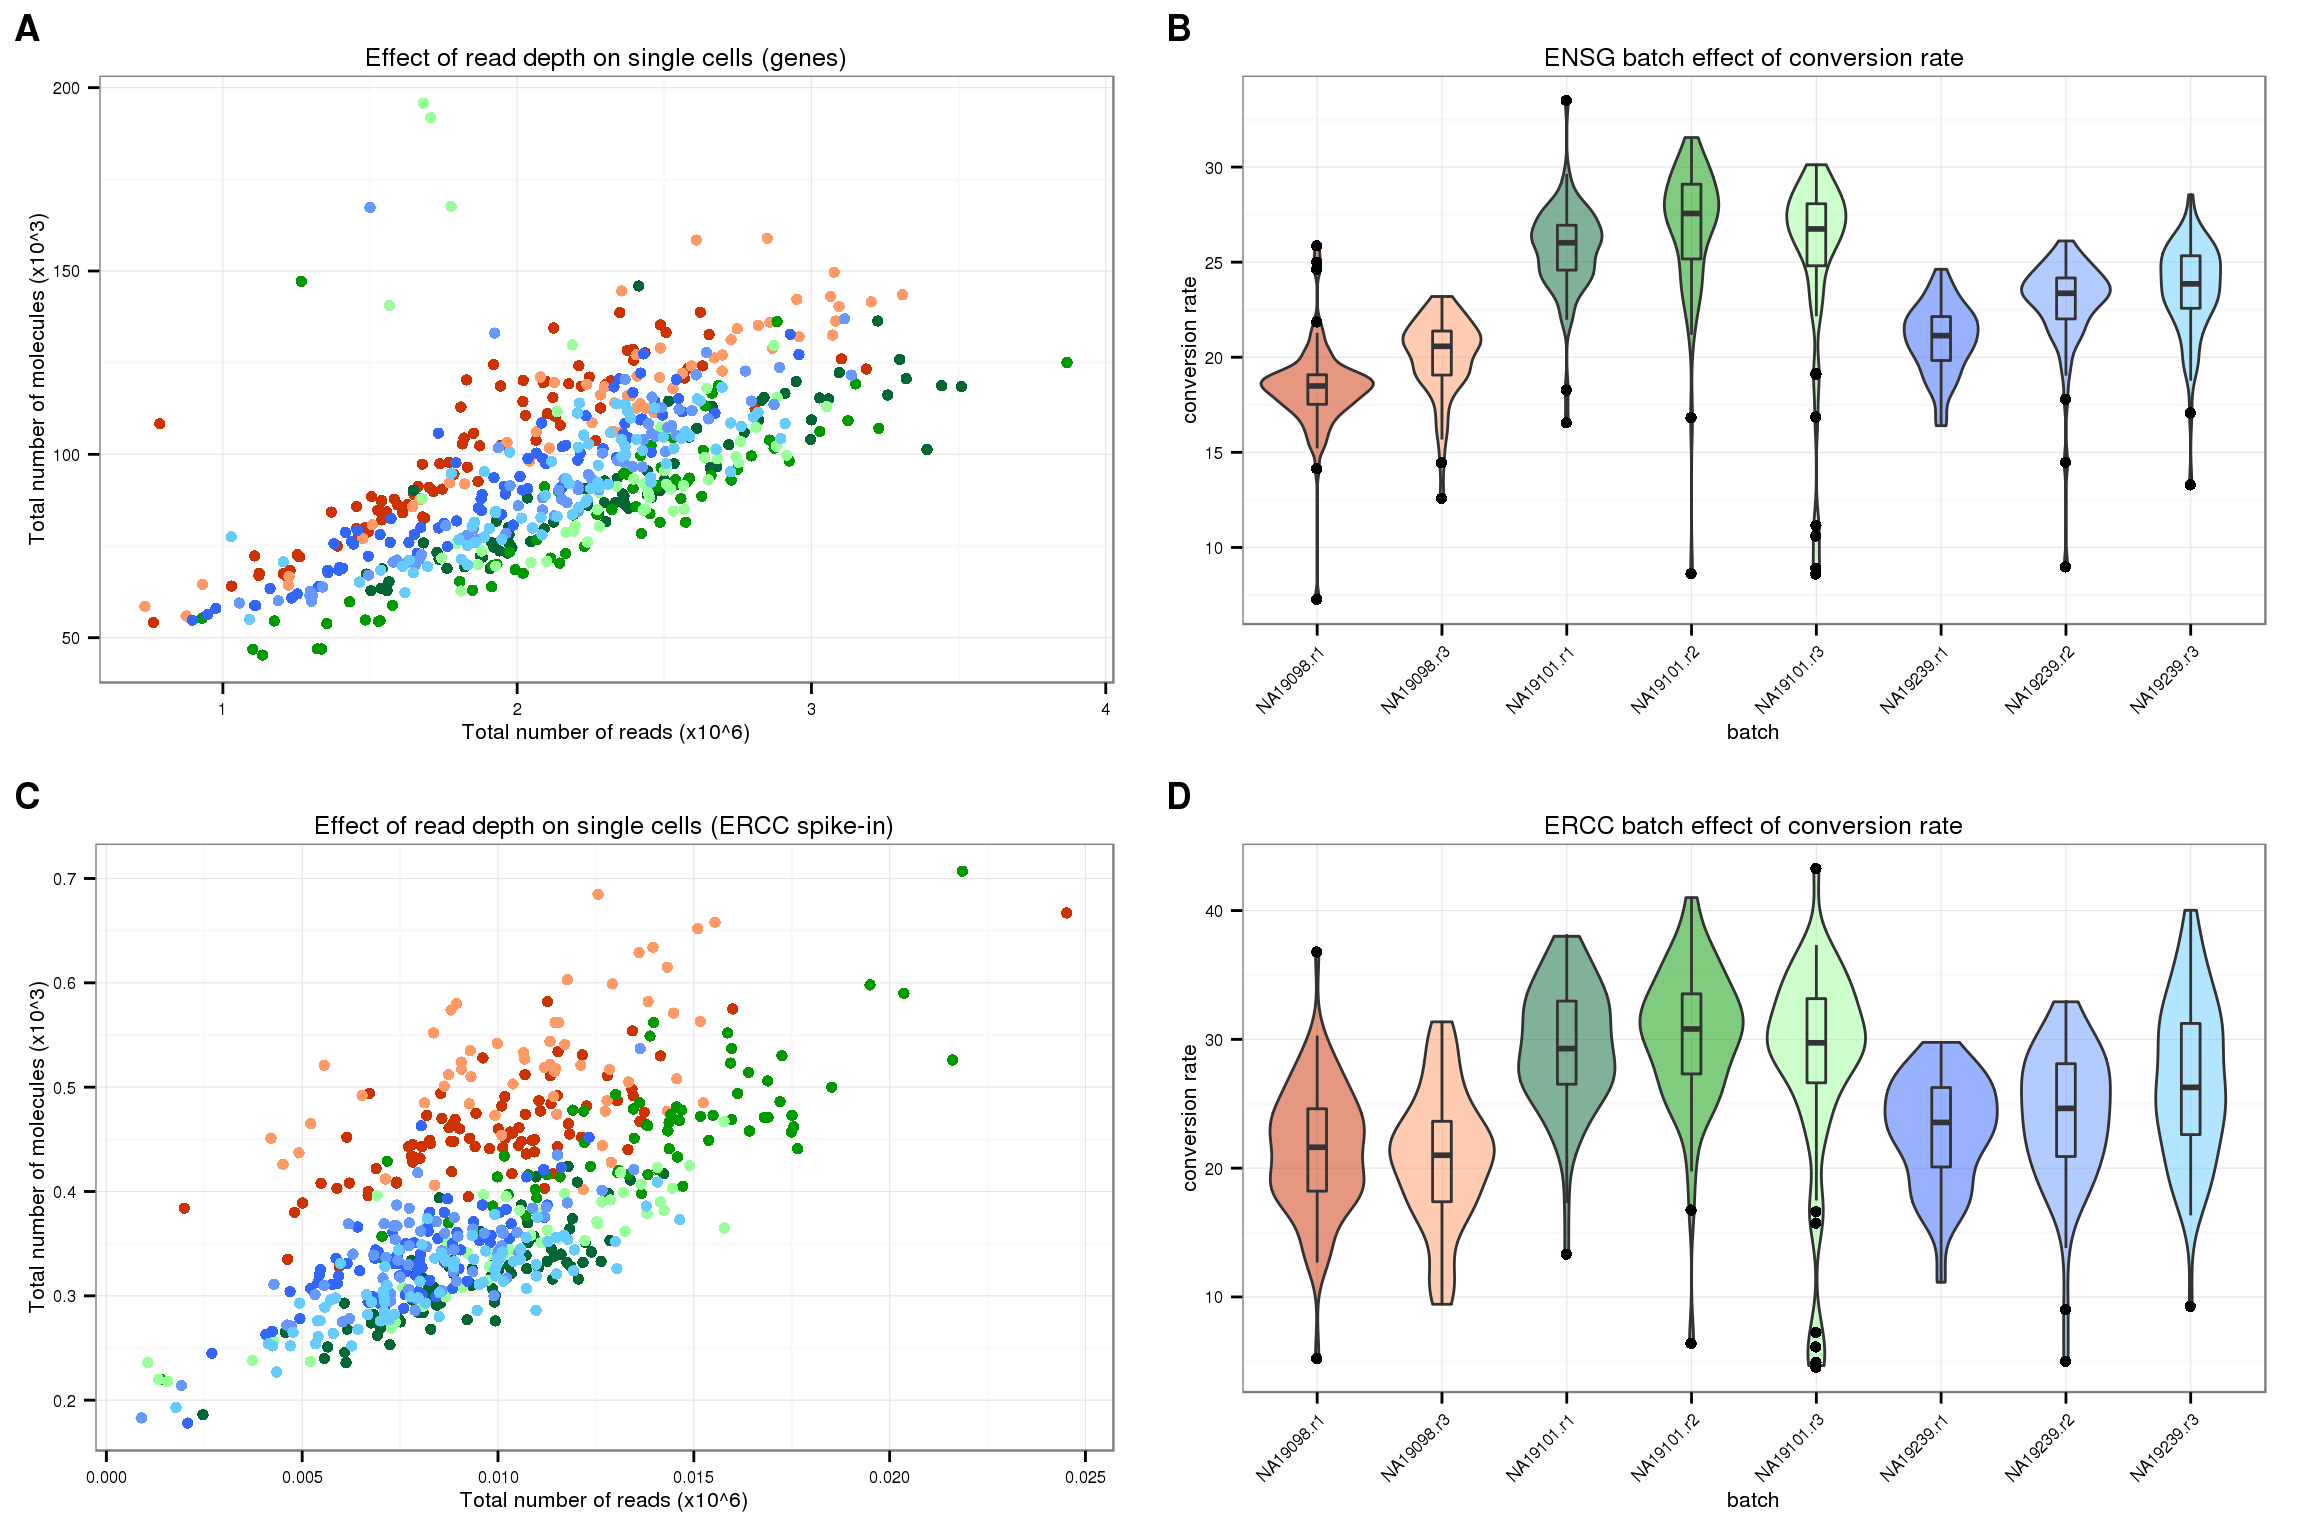 A
Effect of read depth on single cells (genes)
200
150
100
50
Total number of molecules (x10^3)
1
2
3
4
Total number of reads (x10^6)
B
ENSG batch effect of conversion rate
30
25
20
15
10
conversion rate
NA19098.r1
NA19098.r3
NA19101.r1
NA19101.r2
NA19101.r3
NA19239.r1
NA19239.r2
NA19239.r3
batch
C
Effect of read depth on single cells (ERCC spike-in)
0.7
0.6
0.5
0.4
0.3
0.2
Total number of molecules (x10^3)
0.000
0.005
0.010
0.015
0.020
0.025
Total number of reads (x10^6)
D
ERCC batch effect of conversion rate
40
30
20
10
conversion rate
NA19098.r1
NA19098.r3
NA19101.r1
NA19101.r2
NA19101.r3
NA19239.r1
NA19239.r2
NA19239.r3
batch